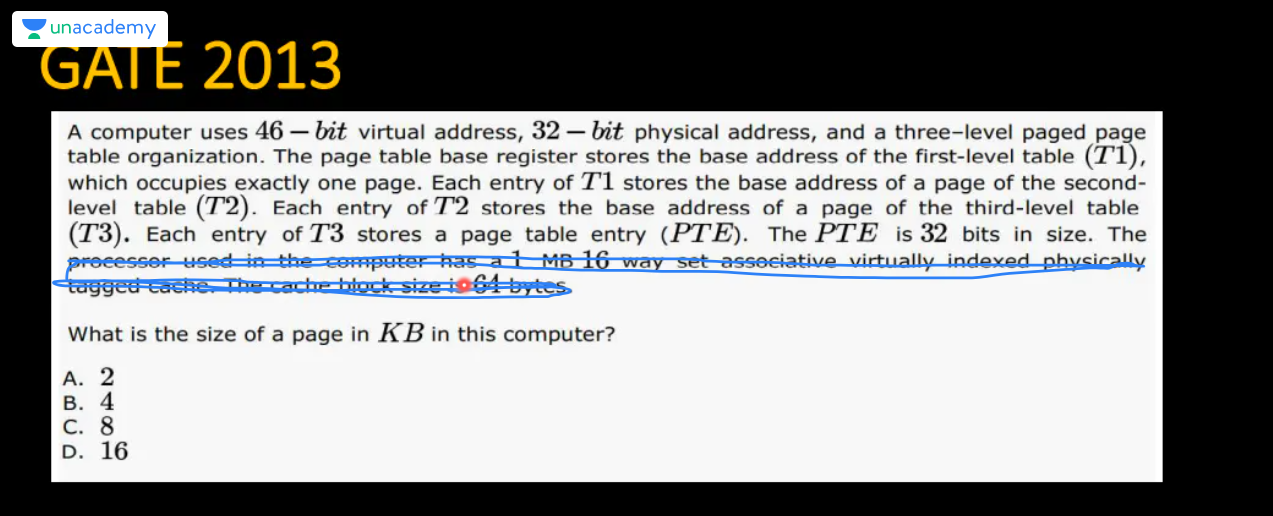 unacademy
GATE 2013
A computer uses 46 – bit virtual address, 32 – bit physical address, and a three–level paged page
table organization. The page table base register stores the base address of the first-level table (T1),
which occupies exactly one page. Each entry of T1 stores the base address of a page of the second-
level table (T2). Each entry of T2 stores the base address of a page of the third-level table
(T3). Each entry of T3 stores a page table entry (PTE). The PTE is 32 bits in size. The
processor used in the computer has a 1 MB 16 way set associative virtually indexed physically
tagged cache. The cache block size is 64 bytes.
What is the size of a page in KB in this computer?
A. 2
B. 4
C. 8
D. 16